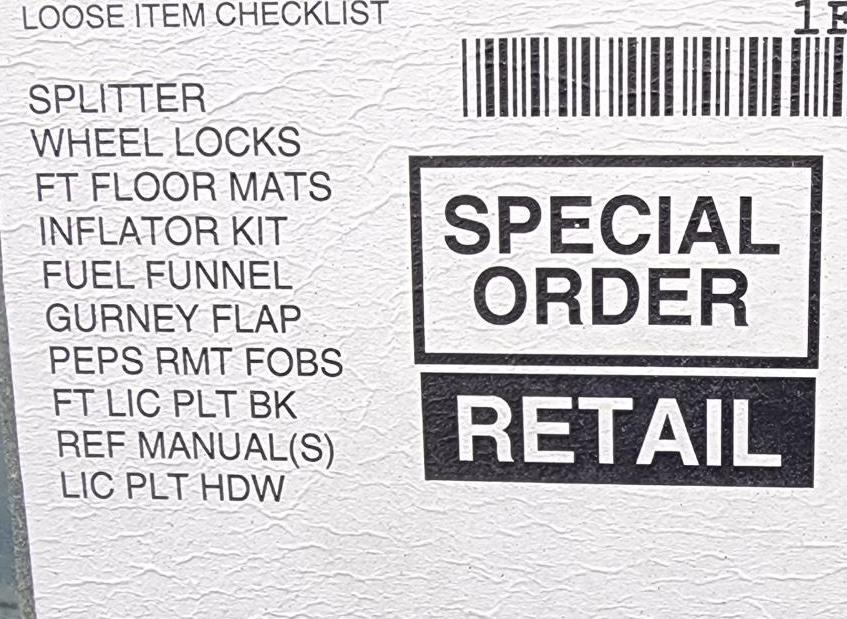 LOOSE ITEM CHECKLIST
SPLITTER
WHEEL LOCKS
FT FLOOR MATS
INFLATOR KIT
FUEL FUNNEL
GURNEY FLAP
PEPS RMT FOBS
FT LIC PLT BK
REF MANUAL(S)
LIC PLT HDW
SPECIAL
ORDER
RETAIL